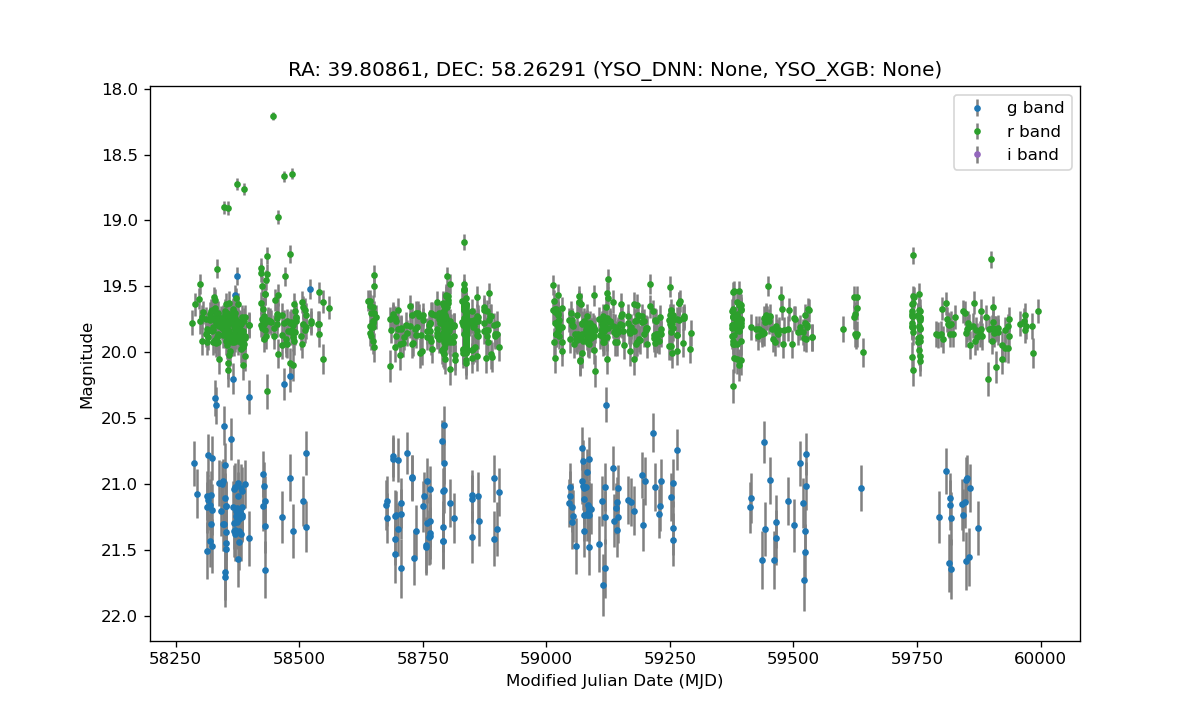 RA: 39.80861, DEC: 58.26291 (YSO_DNN: None, YSO_XGB: None)
g band
r band
i band
18.0
18.5
19.0
19.5
20.0
20.5
21.0
21.5
22.0
Magnitude
58250
58500
58750
59000
59250
59500
59750
60000
Modified Julian Date (MJD)